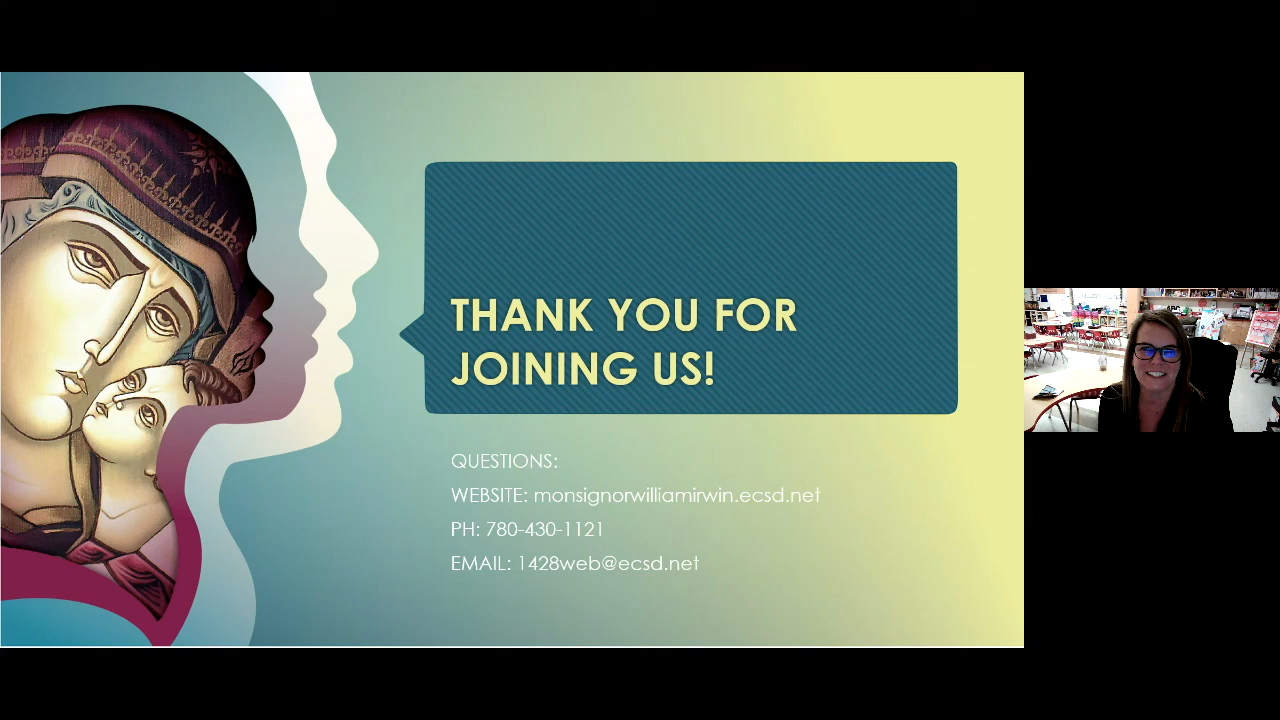 THANK YOU FOR
JOINING US!
QUESTIONS:
WEBSITE: monsignorwilliamirwin.ecsd.net
PH: 780-430-1121
EMAIL: 1428web@ecsd.net